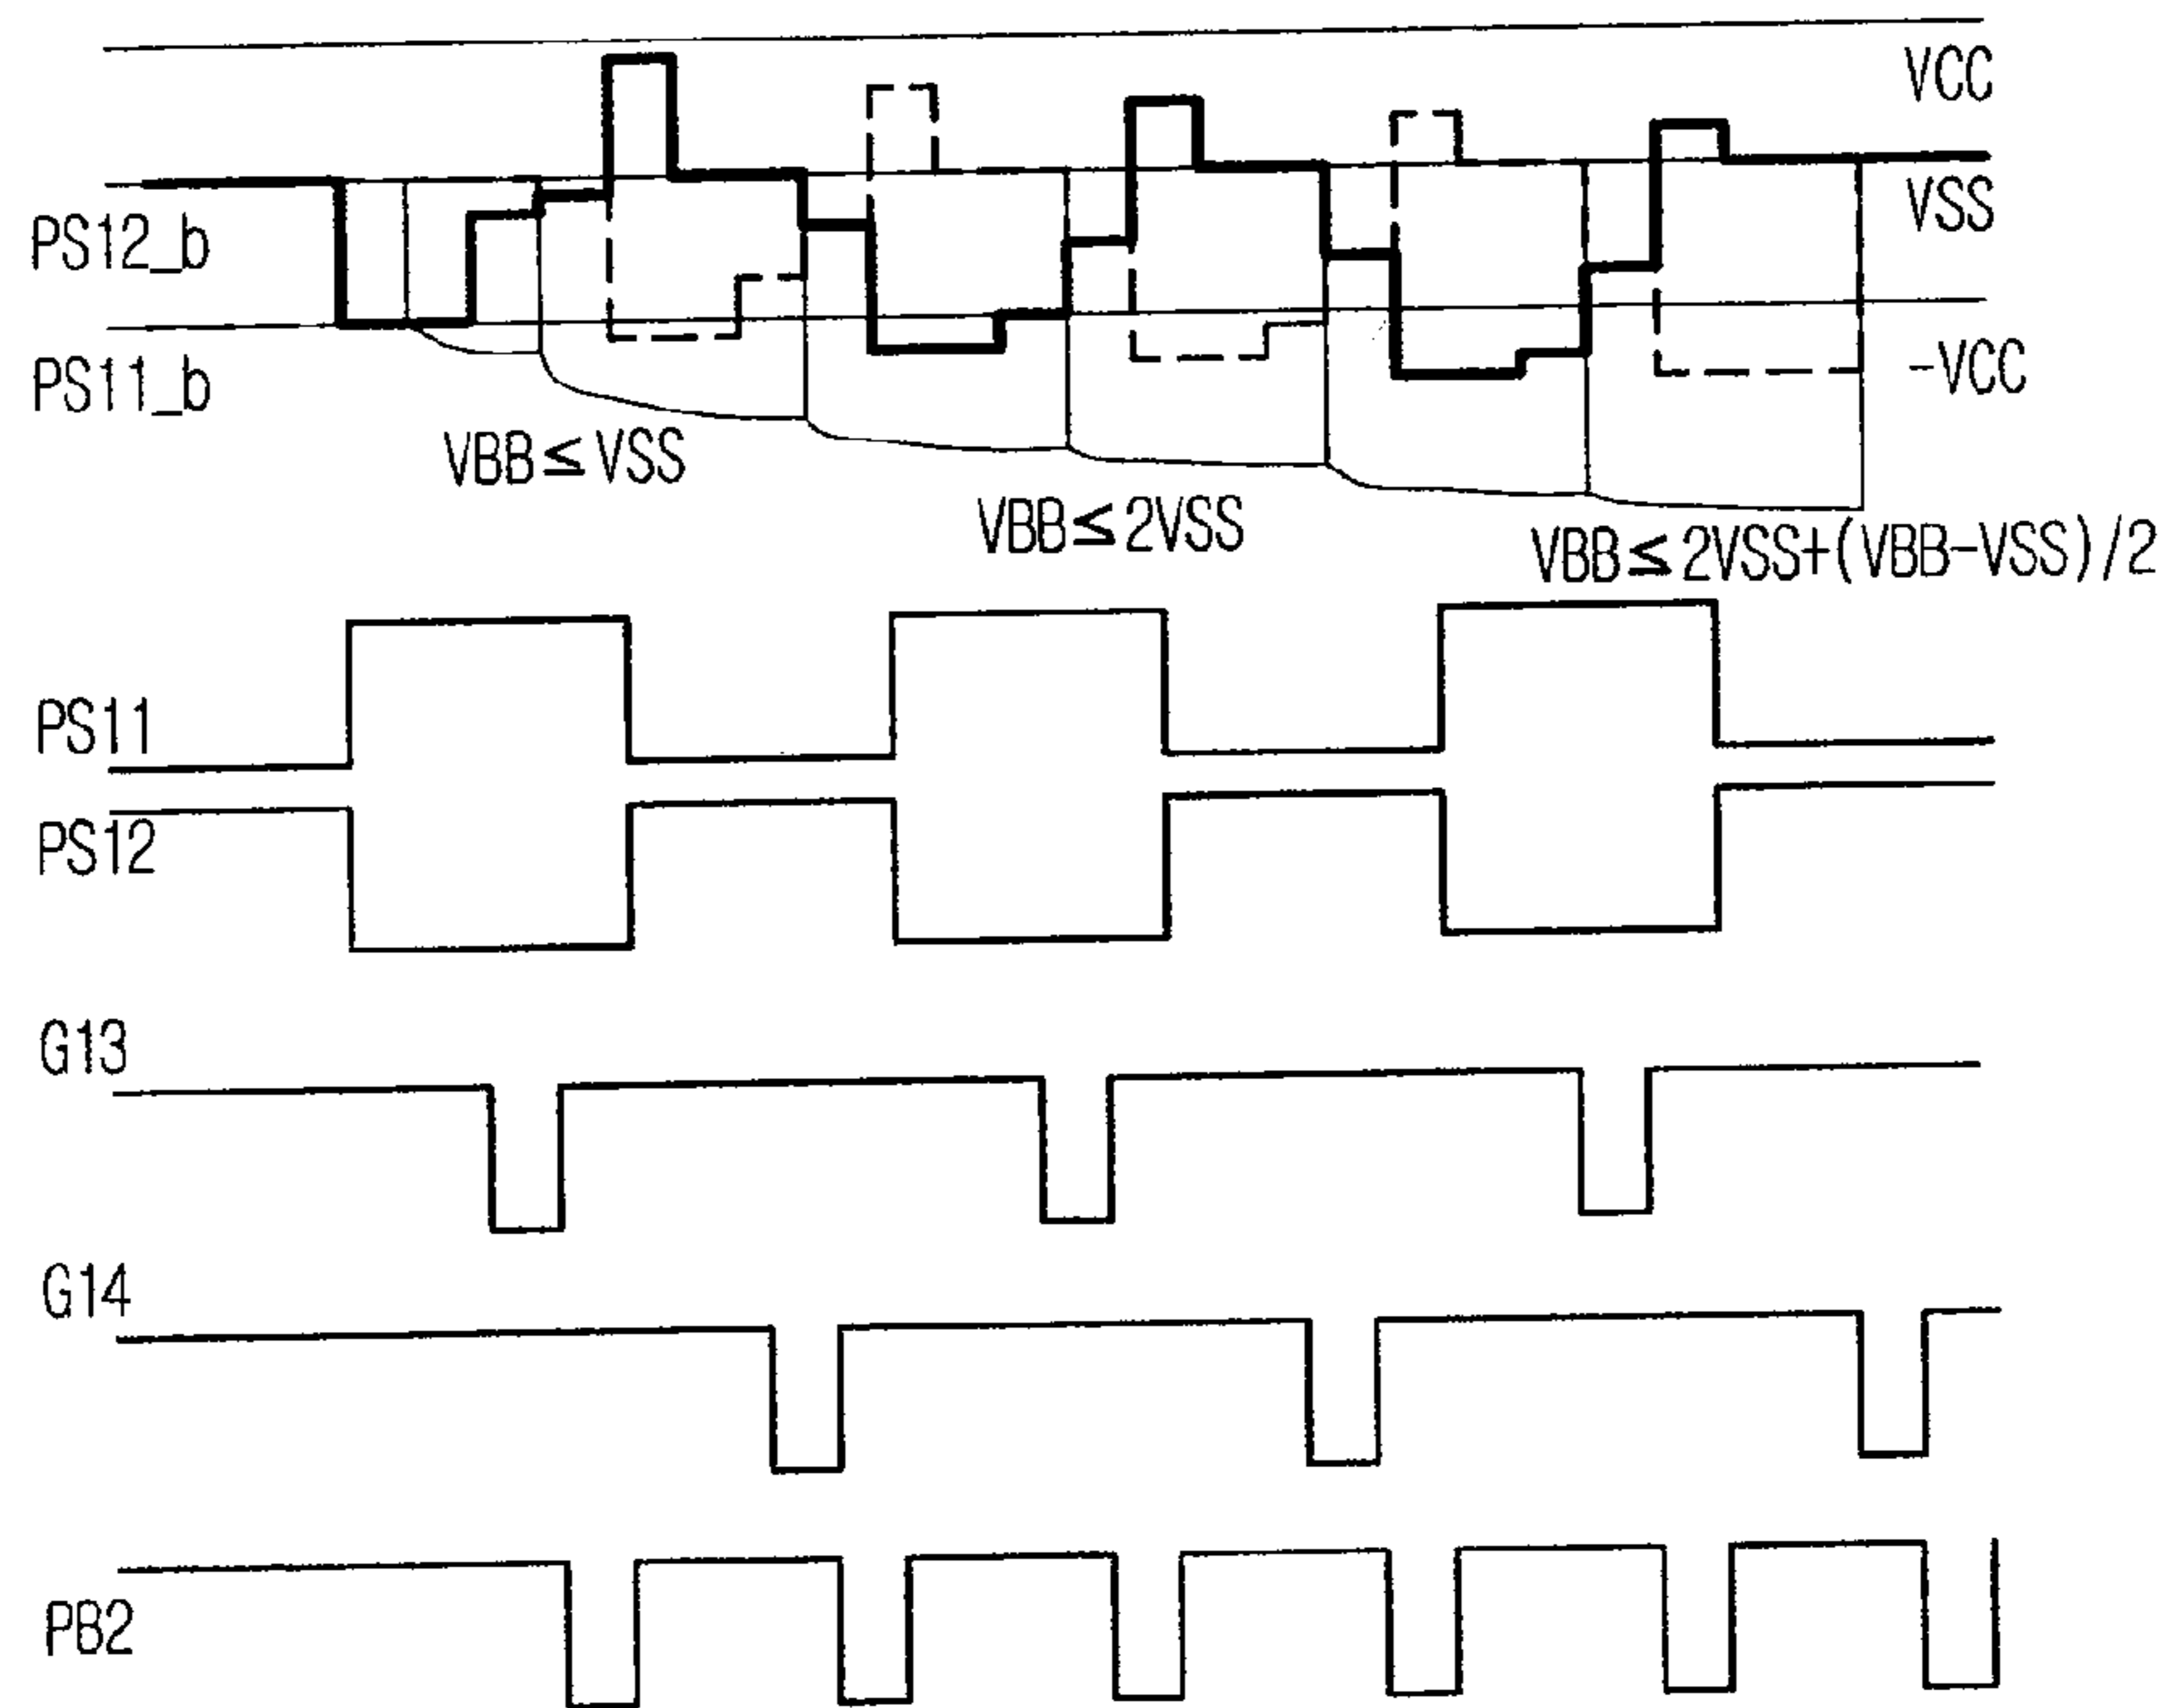 VCC
PS12_b
VSS
PS11_b
-VCC
VBB≤VSS
VBB≤2VSS
VBB≤2VSS+(VBB-VSS)/2
PS11
PS12
G13
G14
PB2